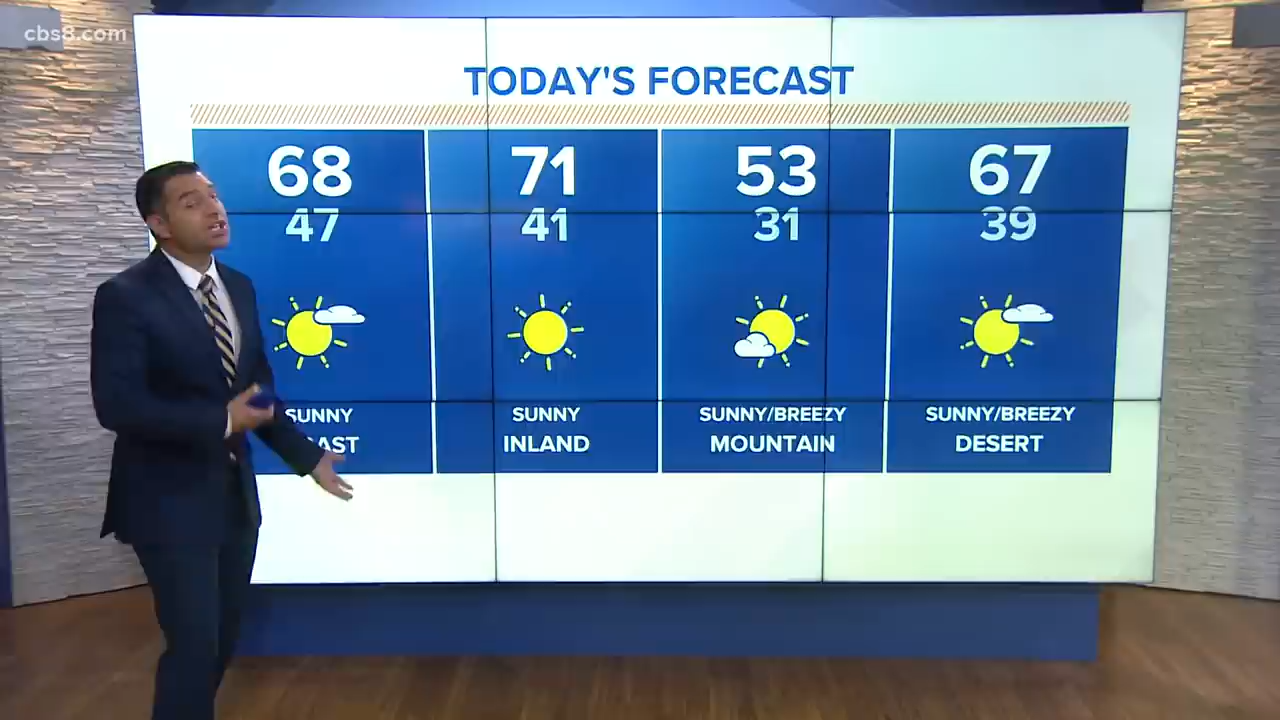 cbs8.com
TODAY'S FORECAST
68
47
SUNNY
71
41
SUNNY
INLAND
53
31
SUNNY/BREEZY
MOUNTAIN
67
39
SUNNY/BREEZY
DESERT